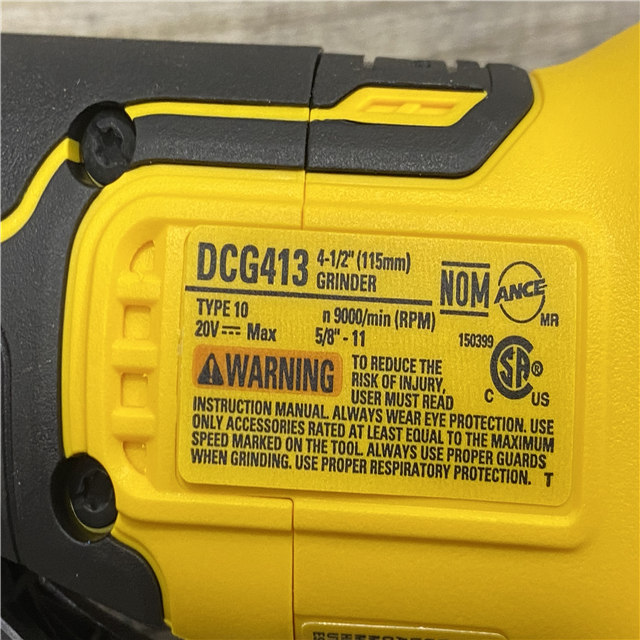 DCG413 4-1/2" (115mm)
GRINDER
NOM ANCE
MR
TYPE 10 n 9000/min (RPM)
20V Max 5/8" - 11
150399
WARNING TO REDUCE THE
RISK OF INJURY,
USER MUST READ
C SA ® US
INSTRUCTION MANUAL. ALWAYS WEAR EYE PROTECTION. USE
ONLY ACCESSORIES RATED AT LEAST EQUAL TO THE MAXIMUM
SPEED MARKED ON THE TOOL. ALWAYS USE PROPER GUARDS
WHEN GRINDING. USE PROPER RESPIRATORY PROTECTION. T